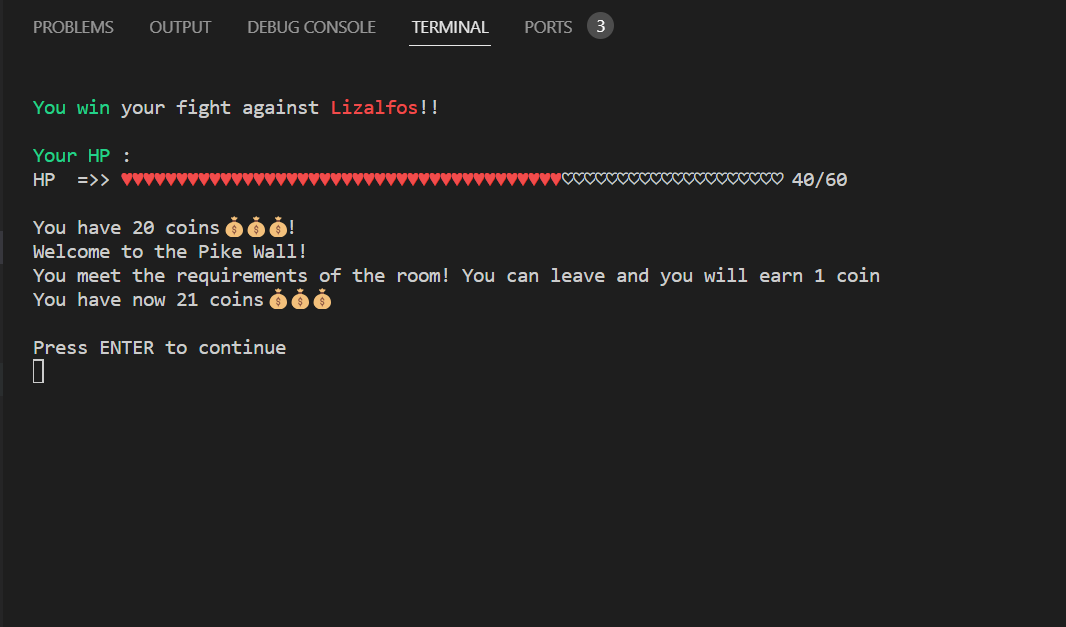 PROBLEMS OUTPUT DEBUG CONSOLE TERMINAL PORTS 3
You win your fight against Lizalfos!!
Your HP :
HP =>> ♥♥♥♥♥♥♥♥♥♥♥♥♥♥♥♥♥♥♥♥♥♥♥♥♥♥♥♥♥♥♥♥♥♥♥♥♥♥♥♥♡♡♡♡♡♡♡♡♡♡♡♡♡♡♡♡♡♡♡♡ 40/60
You have 20 coins💰💰💰!
Welcome to the Pike Wall!
You meet the requirements of the room! You can leave and you will earn 1 coin
You have now 21 coins💰💰💰
Press ENTER to continue